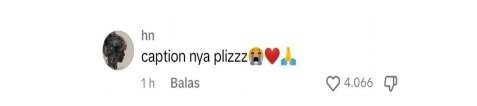 hn
caption nya plizzz😭❤️🙏
1 h Balas 4.066